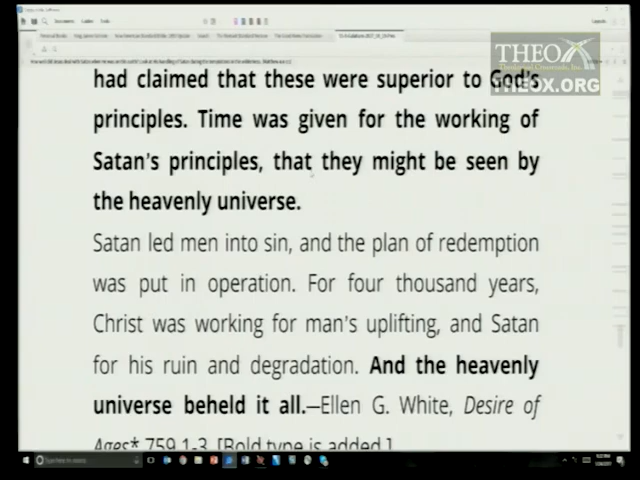 Documents
THEOX
THEOX.ORG
had claimed that these were superior to God's
principles. Time was given for the working of
Satan's principles, that they might be seen by
the heavenly universe.
Satan led men into sin, and the plan of redemption
was put in operation. For four thousand years,
Christ was working for man's uplifting, and Satan
for his ruin and degradation. And the heavenly
universe beheld it all.—Ellen G. White, Desire of
Ages* 759.1-3. [Bold type is added.]